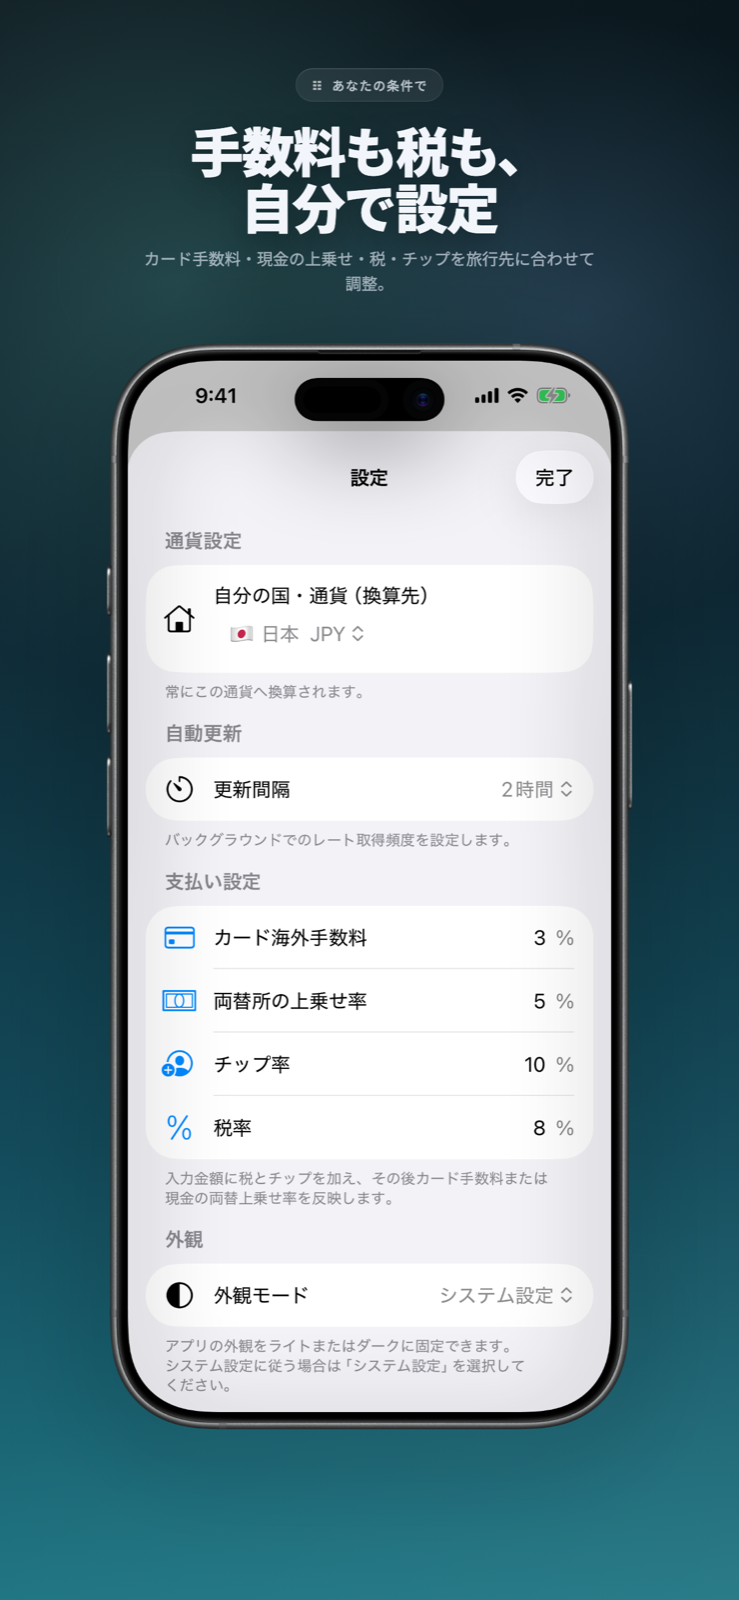 あなたの条件で
手数料も税も、
自分で設定
カード手数料・現金の上乗せ・税・チップを旅行先に合わせて
調整。
9:41
設定
完了
通貨設定
自分の国・通貨（換算先）
日本 JPY
常にこの通貨へ換算されます。
自動更新
更新間隔
2時間
バックグラウンドでのレート取得頻度を設定します。
支払い設定
カード海外手数料
3 %
両替所の上乗せ率
5 %
チップ率
10 %
税率
8 %
入力金額に税とチップを加え、その後カード手数料または
現金の両替上乗せ率を反映します。
外観
外観モード
システム設定
アプリの外観をライトまたはダークに固定できます。
システム設定に従う場合は「システム設定」を選択して
ください。